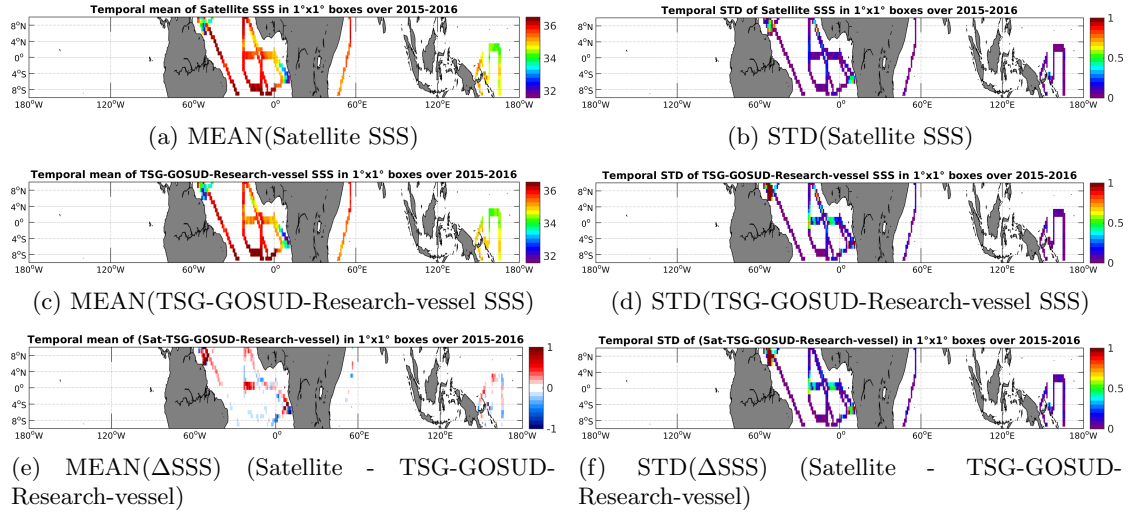 Temporal mean of Satellite SSS in 1°x1° boxes over 2015-2016
8°N
4°N
0°
4°S
8°S
180°W 120°W 60°W 0° 60°E 120°E 180°W
36
34
32
(a) MEAN(Satellite SSS)
Temporal STD of Satellite SSS in 1°x1° boxes over 2015-2016
8°N
4°N
0°
4°S
8°S
180°W 120°W 60°W 0° 60°E 120°E 180°W
1
0.5
0
(b) STD(Satellite SSS)
Temporal mean of TSG-GOSUD-Research-vessel SSS in 1°x1° boxes over 2015-2016
8°N
4°N
0°
4°S
8°S
180°W 120°W 60°W 0° 60°E 120°E 180°W
36
34
32
(c) MEAN(TSG-GOSUD-Research-vessel SSS)
Temporal STD of TSG-GOSUD-Research-vessel SSS in 1°x1° boxes over 2015-2016
8°N
4°N
0°
4°S
8°S
180°W 120°W 60°W 0° 60°E 120°E 180°W
1
0.5
0
(d) STD(TSG-GOSUD-Research-vessel SSS)
Temporal mean of (Sat-TSG-GOSUD-Research-vessel) in 1°x1° boxes over 2015-2016
8°N
4°N
0°
4°S
8°S
180°W 120°W 60°W 0° 60°E 120°E 180°W
1
0
-1
(e) MEAN(ΔSSS) (Satellite - TSG-GOSUD-
Research-vessel)
Temporal STD of (Sat-TSG-GOSUD-Research-vessel) in 1°x1° boxes over 2015-2016
8°N
4°N
0°
4°S
8°S
180°W 120°W 60°W 0° 60°E 120°E 180°W
1
0.5
0
(f) STD(ΔSSS) (Satellite - TSG-GOSUD-
Research-vessel)